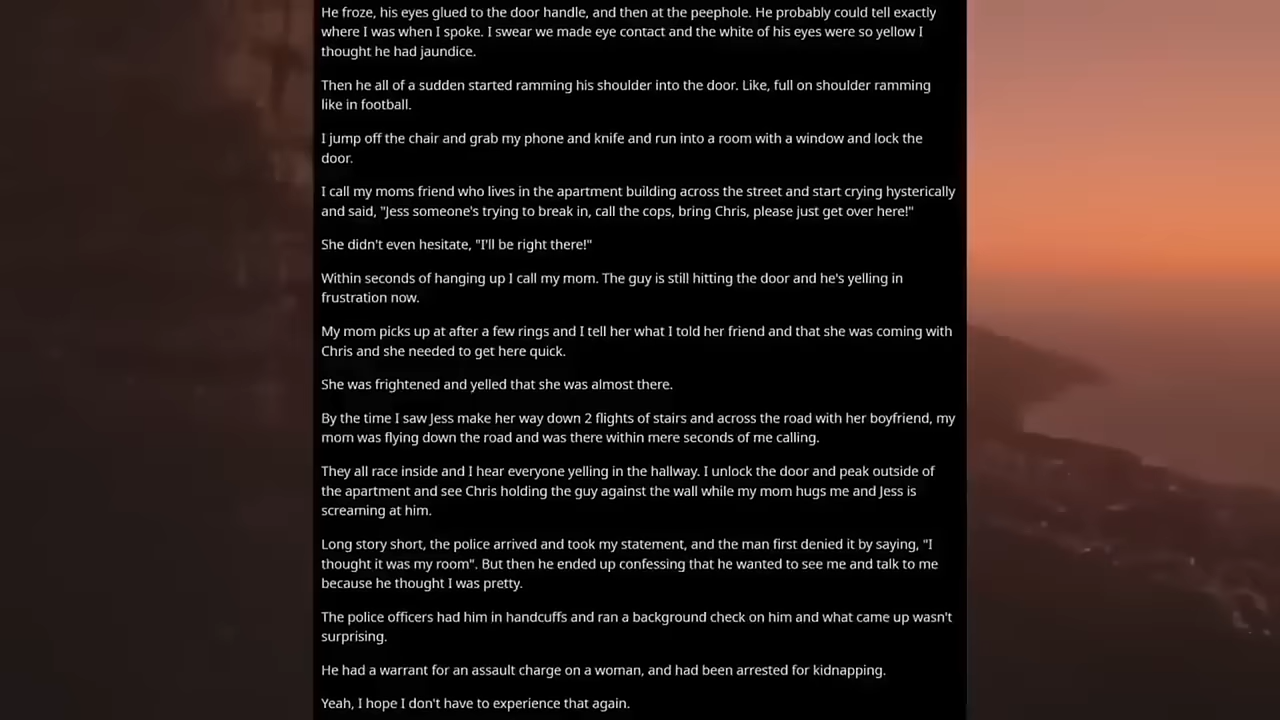 He froze, his eyes glued to the door handle, and then at the peephole. He probably could tell exactly
where I was when I spoke. I swear we made eye contact and the white of his eyes were so yellow I
thought he had jaundice.
Then he all of a sudden started ramming his shoulder into the door. Like, full on shoulder ramming
like in football.
I jump off the chair and grab my phone and knife and run into a room with a window and lock the
door.
I call my moms friend who lives in the apartment building across the street and start crying hysterically
and said, "Jess someone's trying to break in, call the cops, bring Chris, please just get over here!"
She didn't even hesitate, "I'll be right there!"
Within seconds of hanging up I call my mom. The guy is still hitting the door and he's yelling in
frustration now.
My mom picks up at after a few rings and I tell her what I told her friend and that she was coming with
Chris and she needed to get here quick.
She was frightened and yelled that she was almost there.
By the time I saw Jess make her way down 2 flights of stairs and across the road with her boyfriend, my
mom was flying down the road and was there within mere seconds of me calling.
They all race inside and I hear everyone yelling in the hallway. I unlock the door and peak outside of
the apartment and see Chris holding the guy against the wall while my mom hugs me and Jess is
screaming at him.
Long story short, the police arrived and took my statement, and the man first denied it by saying, "I
thought it was my room". But then he ended up confessing that he wanted to see me and talk to me
because he thought I was pretty.
The police officers had him in handcuffs and ran a background check on him and what came up wasn't
surprising.
He had a warrant for an assault charge on a woman, and had been arrested for kidnapping.
Yeah, I hope I don't have to experience that again.